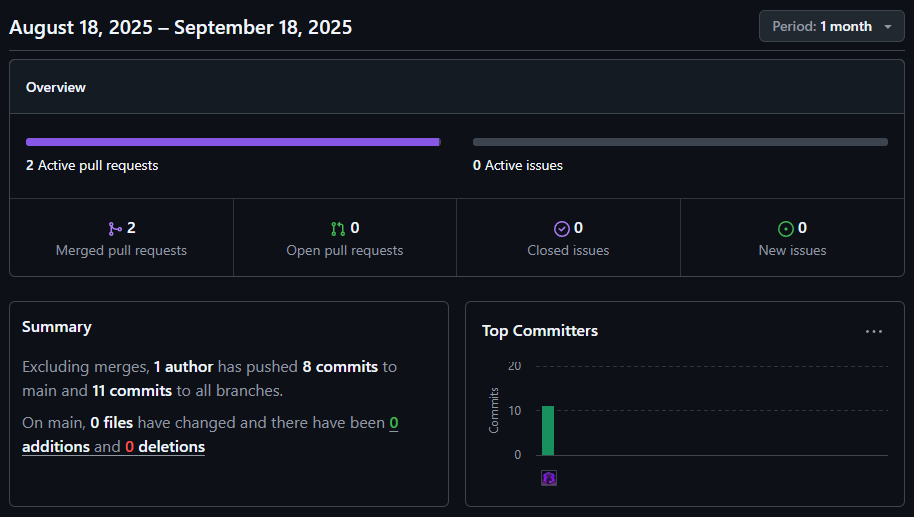 August 18, 2025 – September 18, 2025
Period: 1 month
Overview
2 Active pull requests
0 Active issues
2
Merged pull requests
0
Open pull requests
0
Closed issues
0
New issues
Summary
Excluding merges, 1 author has pushed 8 commits to
main and 11 commits to all branches.
On main, 0 files have changed and there have been 0
additions and 0 deletions
Top Committers
Commits
20
10
0